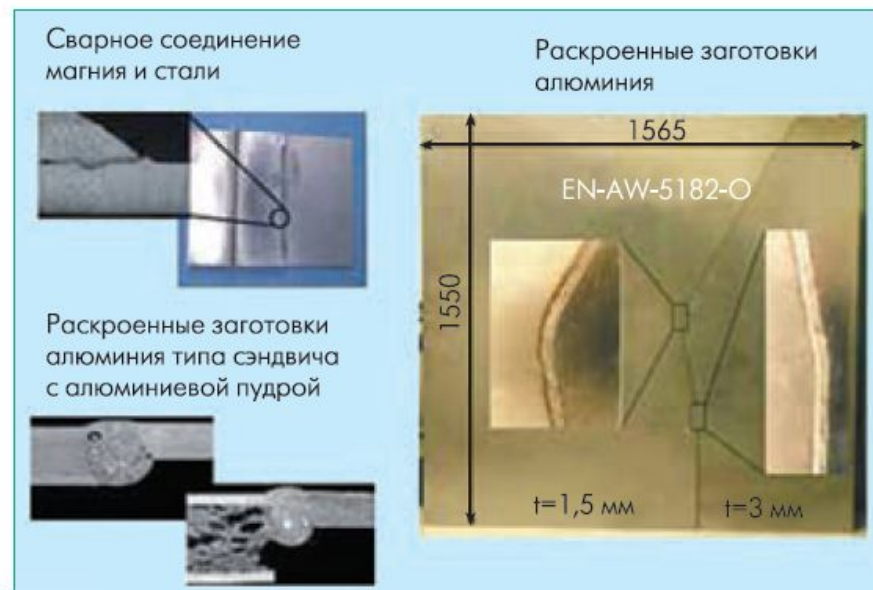 Сварное соединение
магния и стали
Раскроенные заготовки
алюминия типа сэндвича
с алюминиевой пудрой
Раскроенные заготовки
алюминия
1565
EN-AW-5182-O
1550
t=1,5 мм
t=3 мм